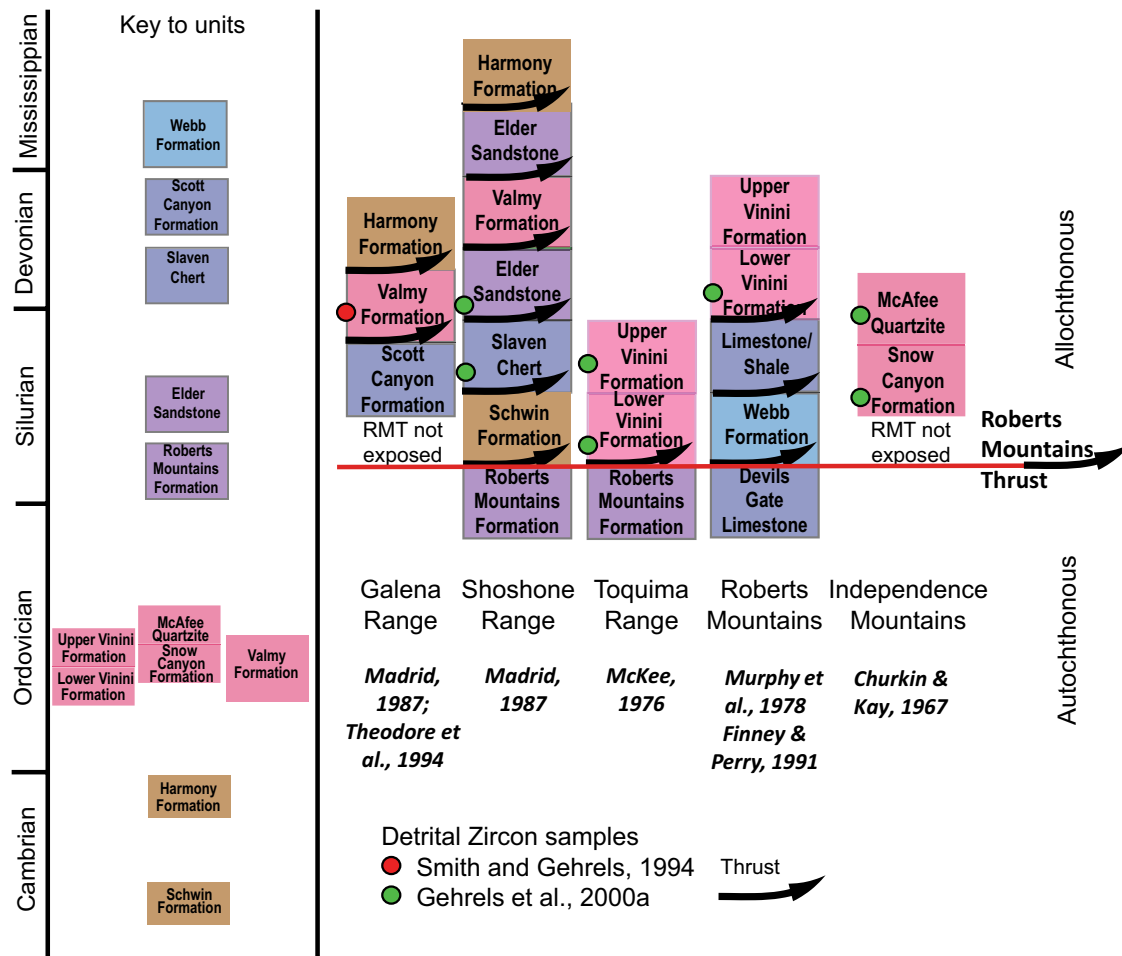 Key to units
Mississippian
Devonian
Silurian
Ordovician
Cambrian
Webb
Formation
Scott
Canyon
Formation
Slaven
Chert
Elder
Sandstone
Roberts
Mountains
Formation
Upper Vinini
Formation
Lower Vinini
Formation
McAfee
Quartzite
Snow
Canyon
Formation
Valmy
Formation
Harmony
Formation
Schwin
Formation
Harmony
Formation
Valmy
Formation
Scott
Canyon
Formation
RMT not
exposed
Harmony
Formation
Elder
Sandstone
Valmy
Formation
Elder
Sandstone
Slaven
Chert
Schwin
Formation
Roberts
Mountains
Formation
Upper
Vinini
Formation
Lower
Vinini
Formation
Roberts
Mountains
Formation
Upper
Vinini
Formation
Lower
Vinini
Formation
Limestone/
Shale
Webb
Formation
Devils
Gate
Limestone
McAfee
Quartzite
Snow
Canyon
Formation
RMT not
exposed
Roberts
Mountains
Thrust
Allochthonous
Autochthonous
Galena
Range
Shoshone
Range
Toquima
Range
Roberts
Mountains
Independence
Mountains
Madrid,
1987;
Theodore et
al., 1994
Madrid,
1987
McKee,
1976
Murphy et
al., 1978
Finney &
Perry, 1991
Churkin &
Kay, 1967
Detrital Zircon samples
Smith and Gehrels, 1994
Gehrels et al., 2000a
Thrust